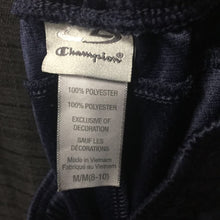 Champion
100% POLYESTER
100% POLYESTER
EXCLUSIVE OF
DECORATION
SAUF LES
DÉCORATIONS
Made in Vietnam
Fabriqué au Vietnam
M/M(8-10)